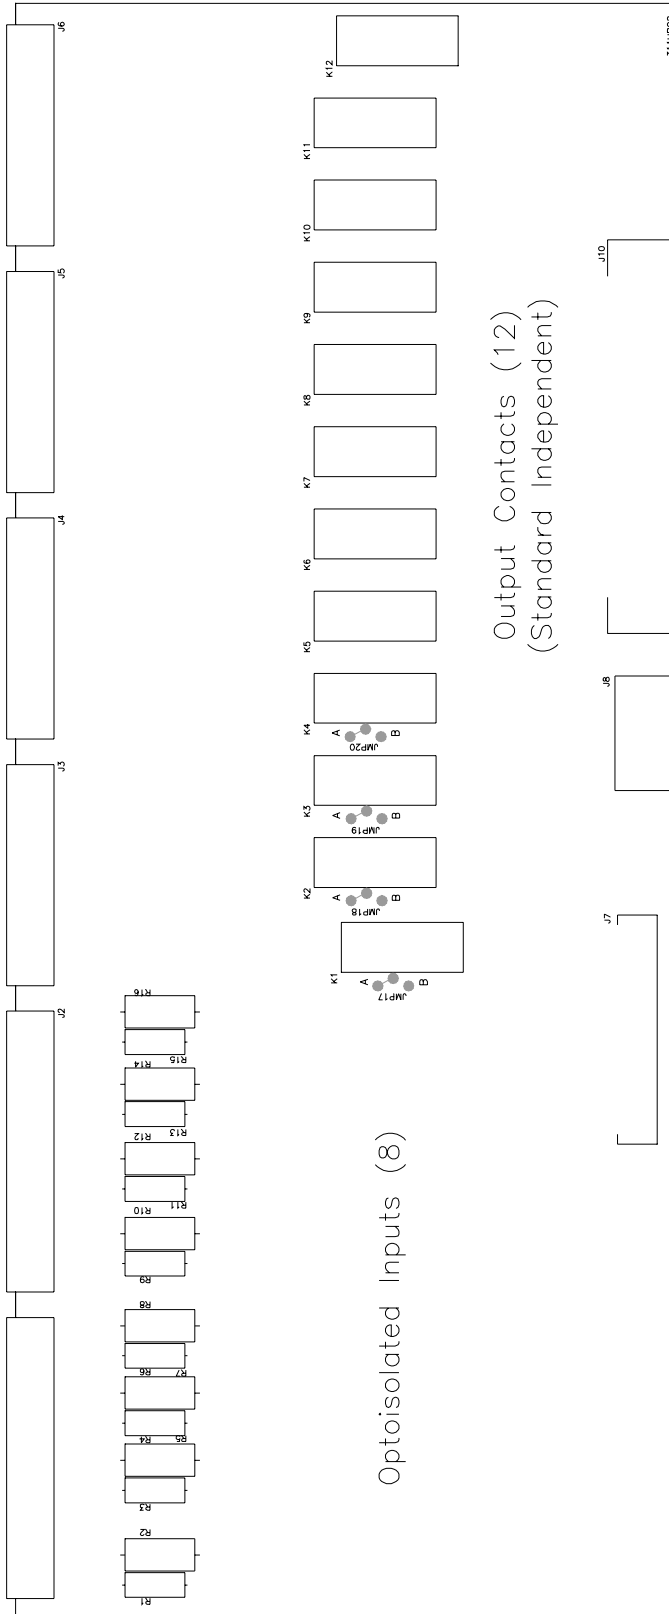 J6
J5
J4
J3
J2
K12
K11
K10
K9
K8
K7
K6
K5
K4
A
JMP20
B
K3
A
JMP19
B
K2
A
JMP18
B
K1
A
JMP17
B
Output Contacts (12)
(Standard Independent)
J10
J8
J7
R16
R15
R14
R13
R12
R11
R10
R9
R8
R7
R6
R5
R4
R3
R2
R1
Optoisolated Inputs (8)